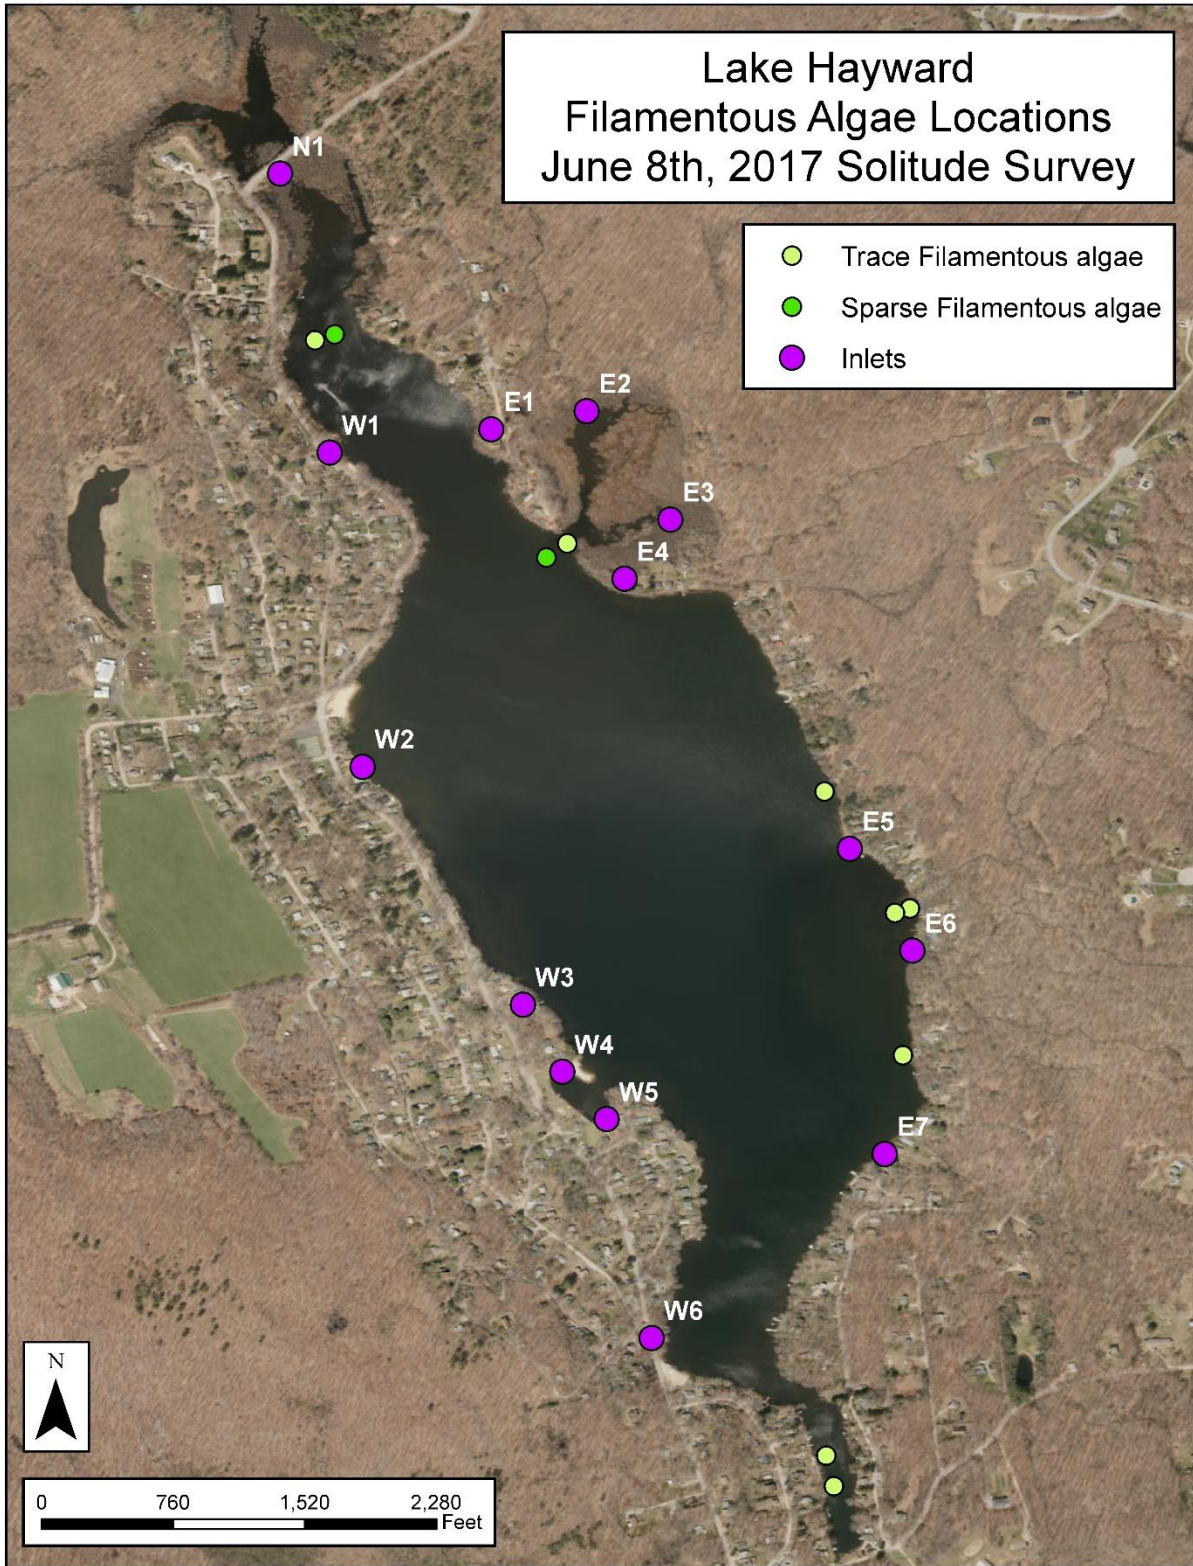 Lake Hayward
Filamentous Algae Locations
June 8th, 2017 Solitude Survey
Trace Filamentous algae
Sparse Filamentous algae
Inlets
N1
E1
E2
W1
E3
E4
W2
E5
E6
W3
W4
W5
E7
W6
N
0 760 1,520 2,280
Feet